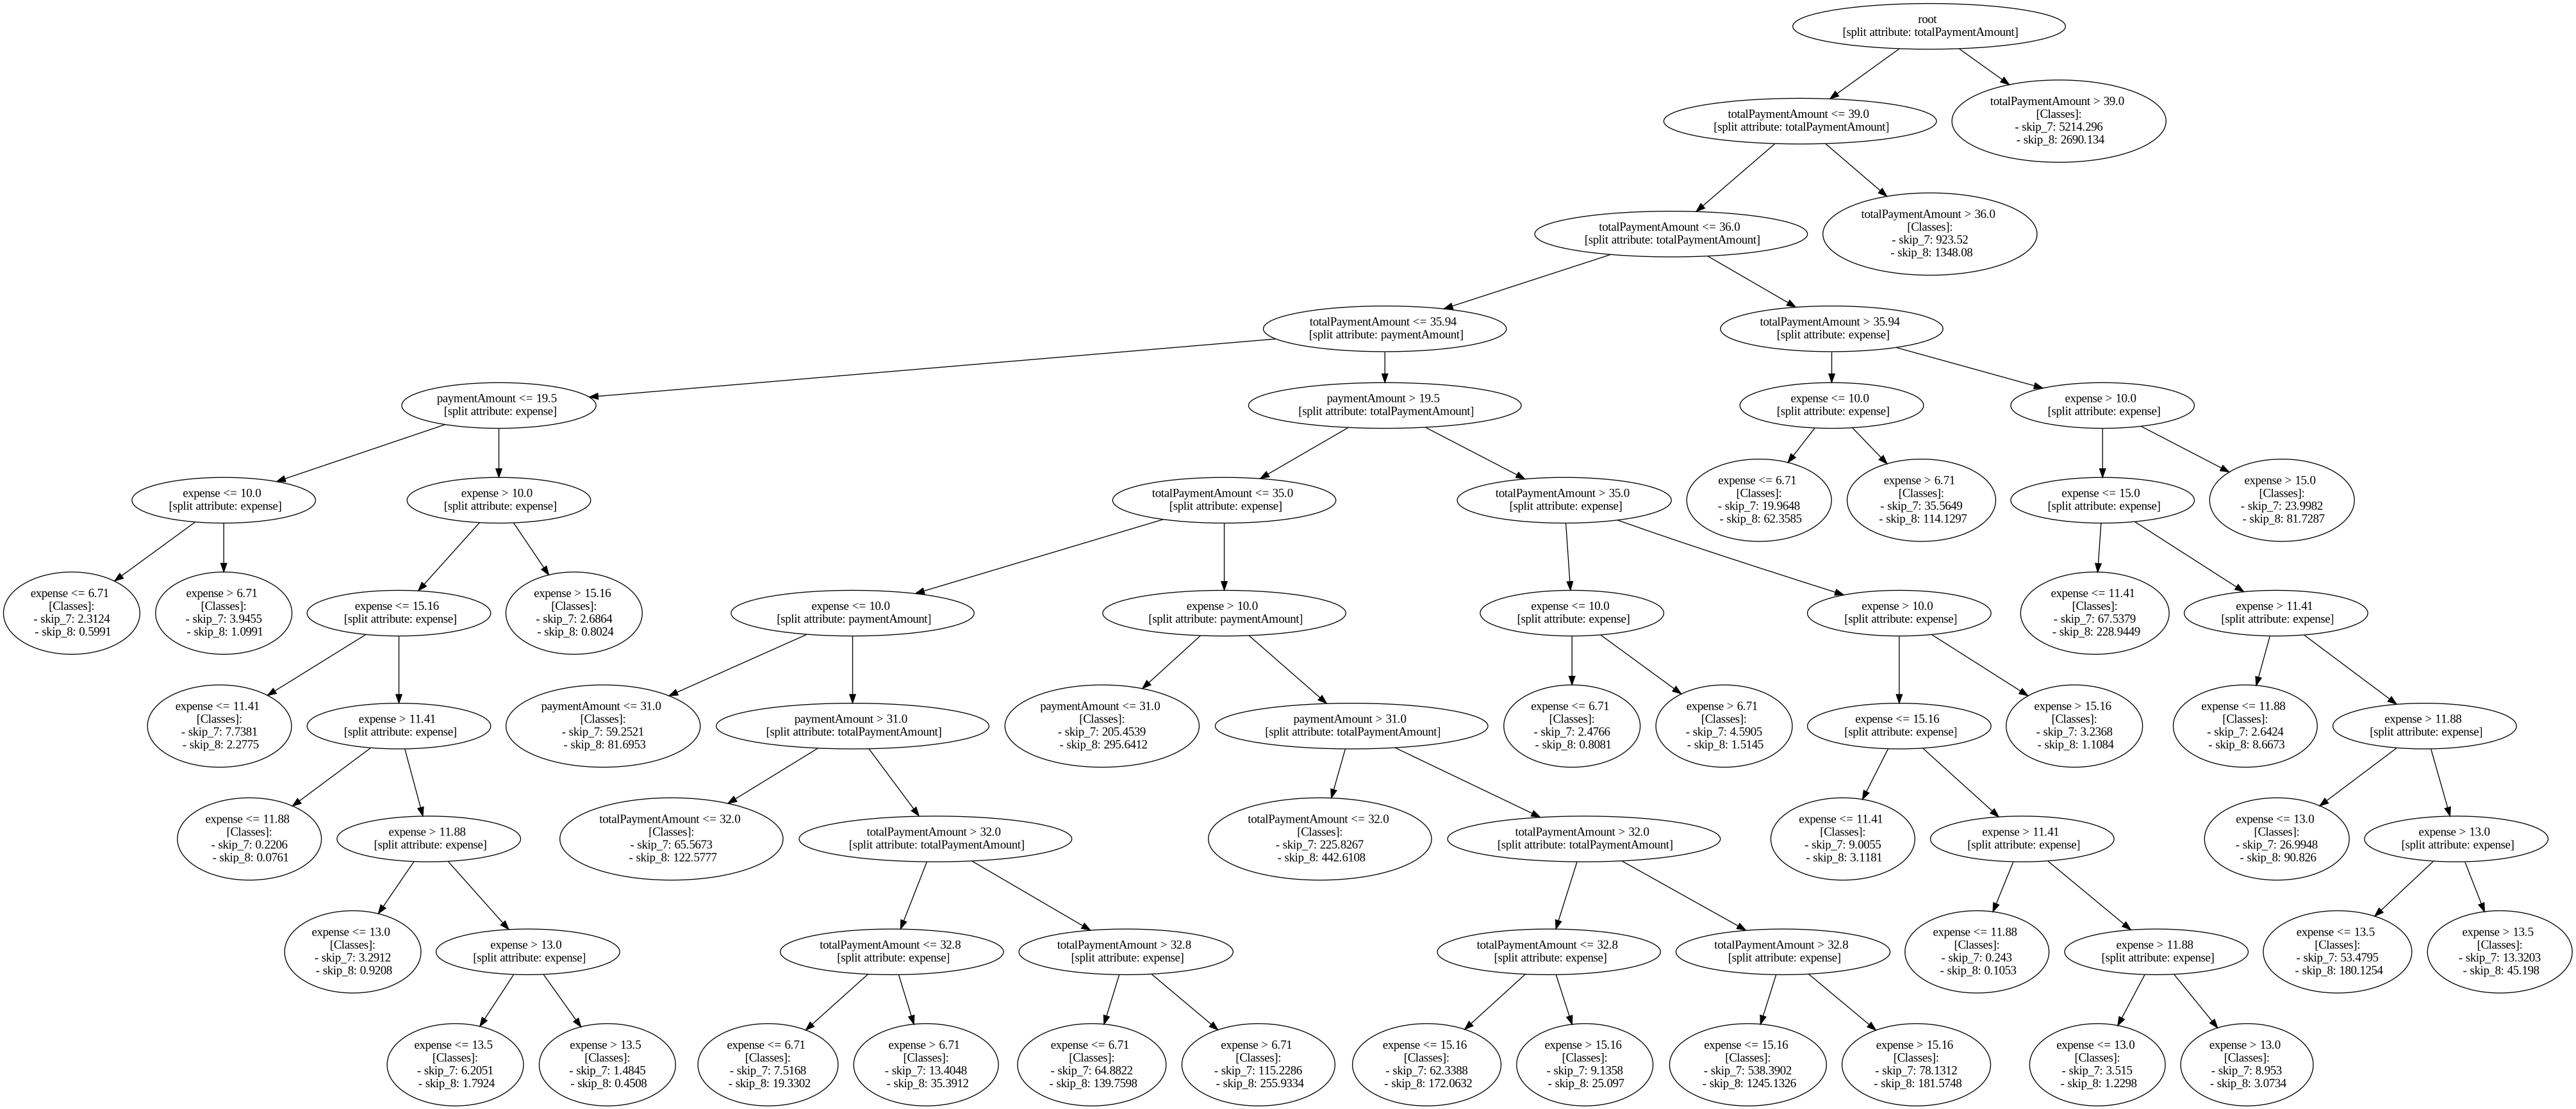 root
[split attribute: totalPaymentAmount]
totalPaymentAmount <= 39.0
[split attribute: totalPaymentAmount]
totalPaymentAmount > 39.0
[Classes]:
- skip_7: 5214.296
- skip_8: 2690.134
totalPaymentAmount <= 36.0
[split attribute: totalPaymentAmount]
totalPaymentAmount > 36.0
[Classes]:
- skip_7: 923.52
- skip_8: 1348.08
totalPaymentAmount <= 35.94
[split attribute: paymentAmount]
totalPaymentAmount > 35.94
[split attribute: expense]
paymentAmount <= 19.5
[split attribute: expense]
paymentAmount > 19.5
[split attribute: totalPaymentAmount]
expense <= 10.0
[split attribute: expense]
expense > 10.0
[split attribute: expense]
expense <= 10.0
[split attribute: expense]
expense > 10.0
[split attribute: expense]
totalPaymentAmount <= 35.0
[split attribute: expense]
totalPaymentAmount > 35.0
[split attribute: expense]
expense <= 6.71
[Classes]:
- skip_7: 19.9648
- skip_8: 62.3585
expense > 6.71
[Classes]:
- skip_7: 35.5649
- skip_8: 114.1297
expense <= 15.0
[split attribute: expense]
expense > 15.0
[Classes]:
- skip_7: 23.9982
- skip_8: 81.7287
expense <= 6.71
[Classes]:
- skip_7: 2.3124
- skip_8: 0.5991
expense > 6.71
[Classes]:
- skip_7: 3.9455
- skip_8: 1.0991
expense <= 15.16
[split attribute: expense]
expense > 15.16
[Classes]:
- skip_7: 2.6864
- skip_8: 0.8024
expense <= 10.0
[split attribute: paymentAmount]
expense > 10.0
[split attribute: paymentAmount]
expense <= 10.0
[split attribute: expense]
expense > 10.0
[split attribute: expense]
expense <= 11.41
[Classes]:
- skip_7: 67.5379
- skip_8: 228.9449
expense > 11.41
[split attribute: expense]
expense <= 11.41
[Classes]:
- skip_7: 7.7381
- skip_8: 2.2775
expense > 11.41
[split attribute: expense]
paymentAmount <= 31.0
[Classes]:
- skip_7: 59.2521
- skip_8: 81.6953
paymentAmount > 31.0
[split attribute: totalPaymentAmount]
paymentAmount <= 31.0
[Classes]:
- skip_7: 205.4539
- skip_8: 295.6412
paymentAmount > 31.0
[split attribute: totalPaymentAmount]
expense <= 6.71
[Classes]:
- skip_7: 2.4766
- skip_8: 0.8081
expense > 6.71
[Classes]:
- skip_7: 4.5905
- skip_8: 1.5145
expense <= 15.16
[split attribute: expense]
expense > 15.16
[Classes]:
- skip_7: 3.2368
- skip_8: 1.1084
expense <= 11.88
[Classes]:
- skip_7: 2.6424
- skip_8: 8.6673
expense > 11.88
[split attribute: expense]
expense <= 11.88
[Classes]:
- skip_7: 0.2206
- skip_8: 0.0761
expense > 11.88
[split attribute: expense]
totalPaymentAmount <= 32.0
[Classes]:
- skip_7: 65.5673
- skip_8: 122.5777
totalPaymentAmount > 32.0
[split attribute: totalPaymentAmount]
totalPaymentAmount <= 32.0
[Classes]:
- skip_7: 225.8267
- skip_8: 442.6108
totalPaymentAmount > 32.0
[split attribute: totalPaymentAmount]
expense <= 11.41
[Classes]:
- skip_7: 9.0055
- skip_8: 3.1181
expense > 11.41
[split attribute: expense]
expense <= 13.0
[Classes]:
- skip_7: 26.9948
- skip_8: 90.826
expense > 13.0
[split attribute: expense]
expense <= 13.0
[Classes]:
- skip_7: 3.2912
- skip_8: 0.9208
expense > 13.0
[split attribute: expense]
totalPaymentAmount <= 32.8
[split attribute: expense]
totalPaymentAmount > 32.8
[split attribute: expense]
totalPaymentAmount <= 32.8
[split attribute: expense]
totalPaymentAmount > 32.8
[split attribute: expense]
expense <= 11.88
[Classes]:
- skip_7: 0.243
- skip_8: 0.1053
expense > 11.88
[split attribute: expense]
expense <= 13.5
[Classes]:
- skip_7: 53.4795
- skip_8: 180.1254
expense > 13.5
[Classes]:
- skip_7: 13.3203
- skip_8: 45.198
expense <= 13.5
[Classes]:
- skip_7: 6.2051
- skip_8: 1.7924
expense > 13.5
[Classes]:
- skip_7: 1.4845
- skip_8: 0.4508
expense <= 6.71
[Classes]:
- skip_7: 7.5168
- skip_8: 19.3302
expense > 6.71
[Classes]:
- skip_7: 13.4048
- skip_8: 35.3912
expense <= 6.71
[Classes]:
- skip_7: 64.8822
- skip_8: 139.7598
expense > 6.71
[Classes]:
- skip_7: 115.2286
- skip_8: 255.9334
expense <= 15.16
[Classes]:
- skip_7: 62.3388
- skip_8: 172.0632
expense > 15.16
[Classes]:
- skip_7: 9.1358
- skip_8: 25.097
expense <= 15.16
[Classes]:
- skip_7: 538.3902
- skip_8: 1245.1326
expense > 15.16
[Classes]:
- skip_7: 78.1312
- skip_8: 181.5748
expense <= 13.0
[Classes]:
- skip_7: 3.515
- skip_8: 1.2298
expense > 13.0
[Classes]:
- skip_7: 8.953
- skip_8: 3.0734